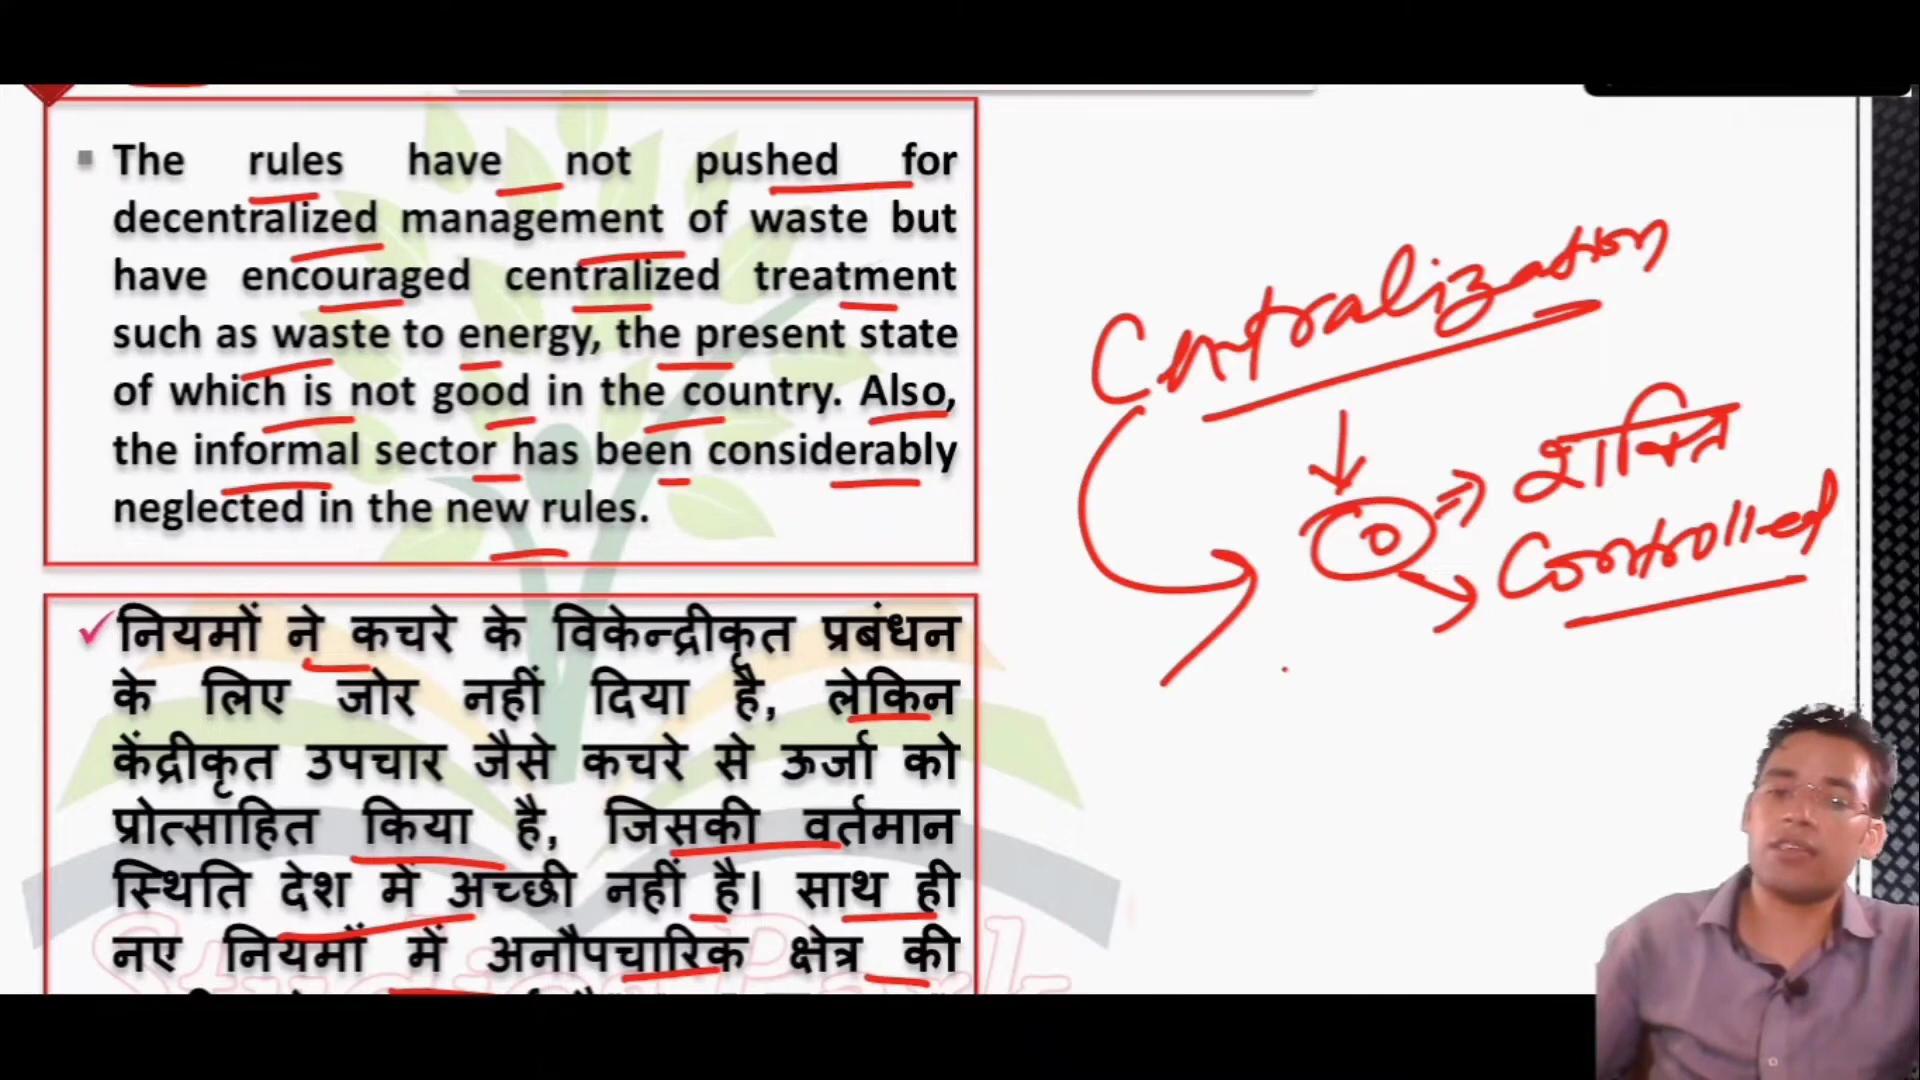 The rules have not pushed for
decentralized management of waste but
have encouraged centralized treatment
such as waste to energy, the present state
of which is not good in the country. Also,
the informal sector has been considerably
neglected in the new rules.
नियमों ने कचरे के विकेन्द्रीकृत प्रबंधन
के लिए जोर नहीं दिया है, लेकिन
केंद्रीकृत उपचार जैसे कचरे से ऊर्जा को
प्रोत्साहित किया है, जिसकी वर्तमान
स्थिति देश में अच्छी नहीं है। साथ ही
नए नियमों में अनौपचारिक क्षेत्र की
Centralization
शक्ति
Controlled